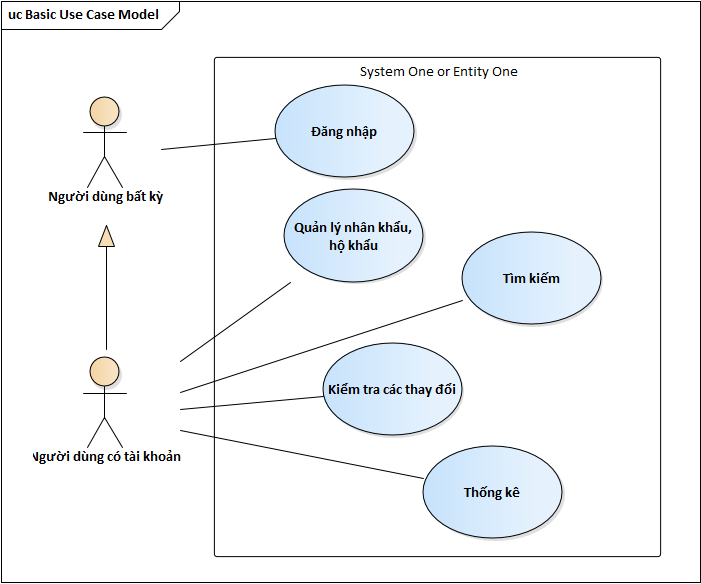 uc Basic Use Case Model
System One or Entity One
Đăng nhập
Người dùng bất kỳ
Quản lý nhân khẩu,
hộ khẩu
Tìm kiếm
Kiểm tra các thay đổi
Người dùng có tài khoản
Thống kê